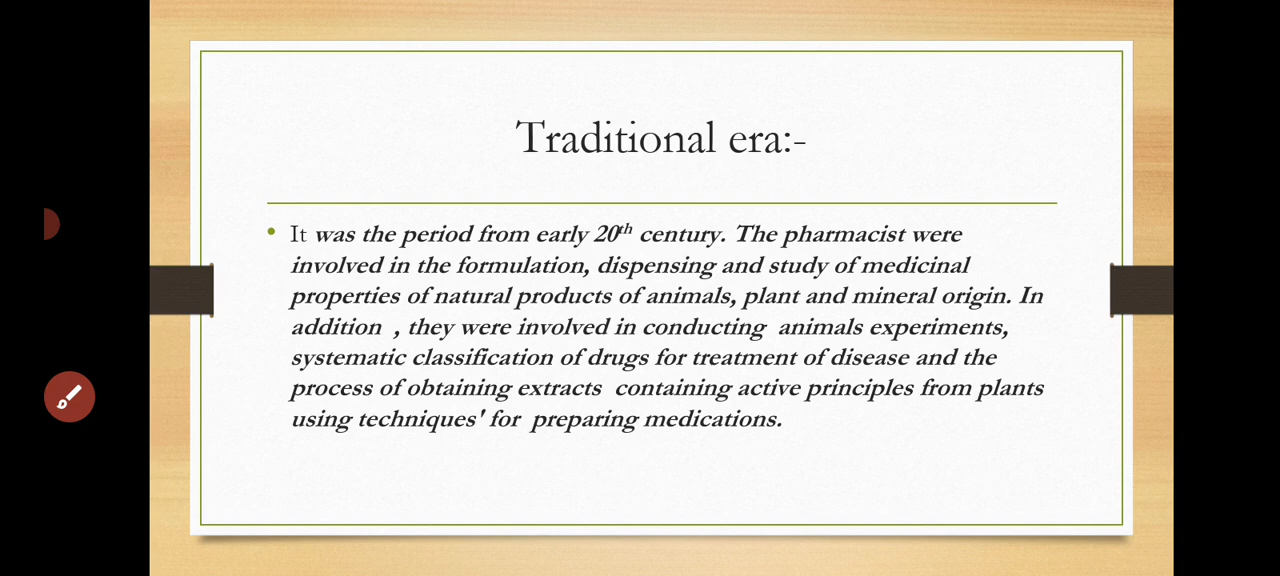 Traditional era:-
• It was the period from early 20th century. The pharmacist were
involved in the formulation, dispensing and study of medicinal
properties of natural products of animals, plant and mineral origin. In
addition , they were involved in conducting animals experiments,
systematic classification of drugs for treatment of disease and the
process of obtaining extracts containing active principles from plants
using techniques' for preparing medications.